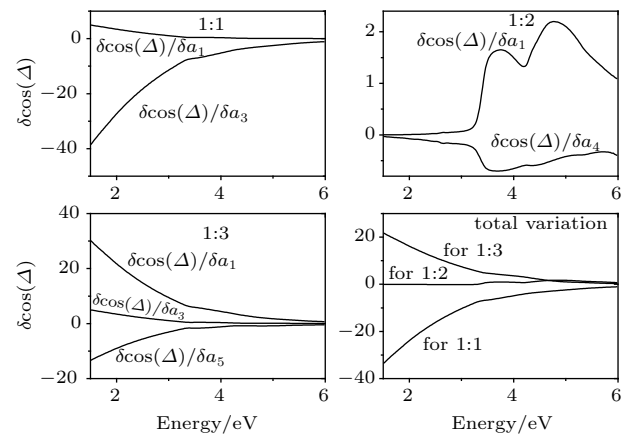 1:1
δcos(Δ)/δa₁
δcos(Δ)/δa₃
δcos(Δ)
0
−20
−40
2
4
6
1:2
δcos(Δ)/δa₁
δcos(Δ)/δa₄
2
1
0
2
4
6
1:3
δcos(Δ)/δa₁
δcos(Δ)/δa₃
δcos(Δ)/δa₅
δcos(Δ)
40
20
0
−20
2
4
6
Energy/eV
total variation
for 1:3
for 1:2
for 1:1
20
0
−20
−40
2
4
6
Energy/eV